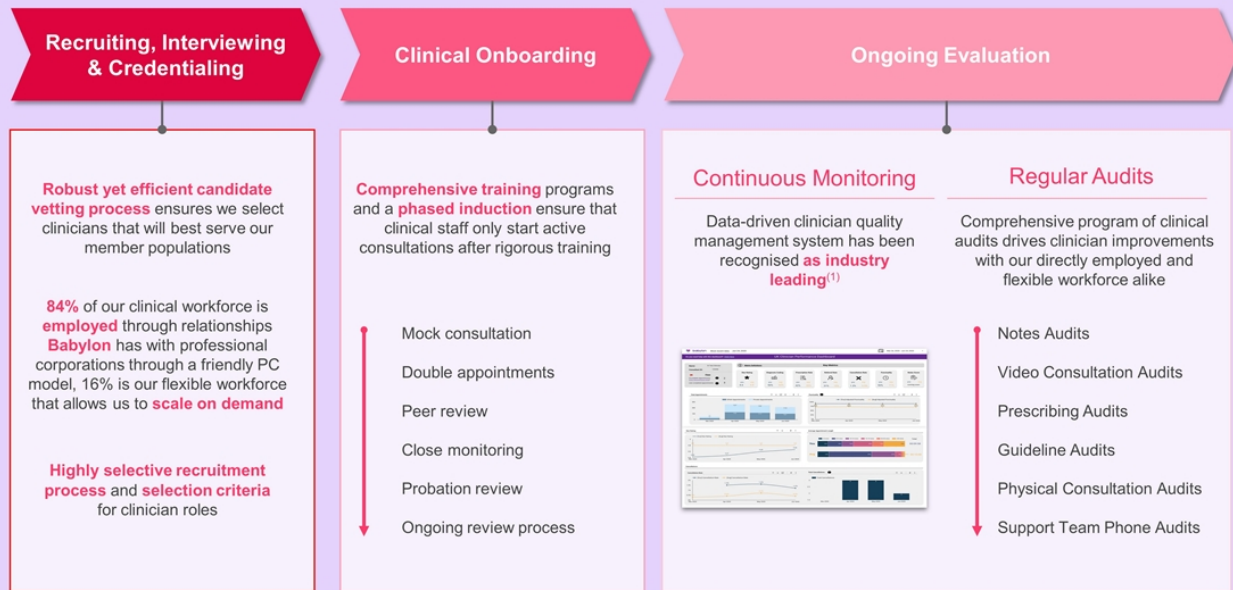 Recruiting, Interviewing
& Credentialing
Clinical Onboarding
Ongoing Evaluation
Robust yet efficient candidate
vetting process ensures we select
clinicians that will best serve our
member populations
84% of our clinical workforce is
employed through relationships
Babylon has with professional
corporations through a friendly PC
model, 16% is our flexible workforce
that allows us to scale on demand
Highly selective recruitment
process and selection criteria
for clinician roles
Comprehensive training programs
and a phased induction ensure that
clinical staff only start active
consultations after rigorous training
Mock consultation
Double appointments
Peer review
Close monitoring
Probation review
Ongoing review process
Continuous Monitoring
Data-driven clinician quality
management system has been
recognised as industry
leading(1)
Regular Audits
Comprehensive program of clinical
audits drives clinician improvements
with our directly employed and
flexible workforce alike
Notes Audits
Video Consultation Audits
Prescribing Audits
Guideline Audits
Physical Consultation Audits
Support Team Phone Audits